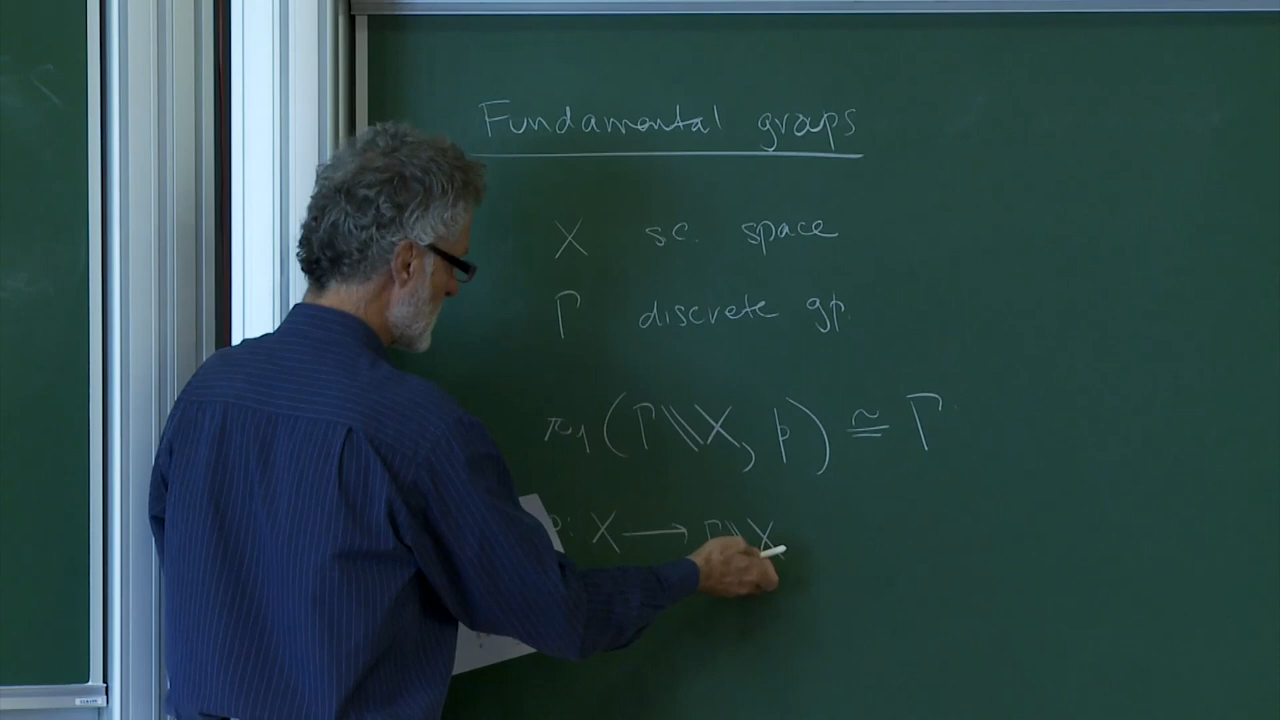 Fundamental groups
X s.c. space
Γ discrete gp.
π₁(Γ\\X, p) ≅ Γ
p: X ⟶ Γ\\X